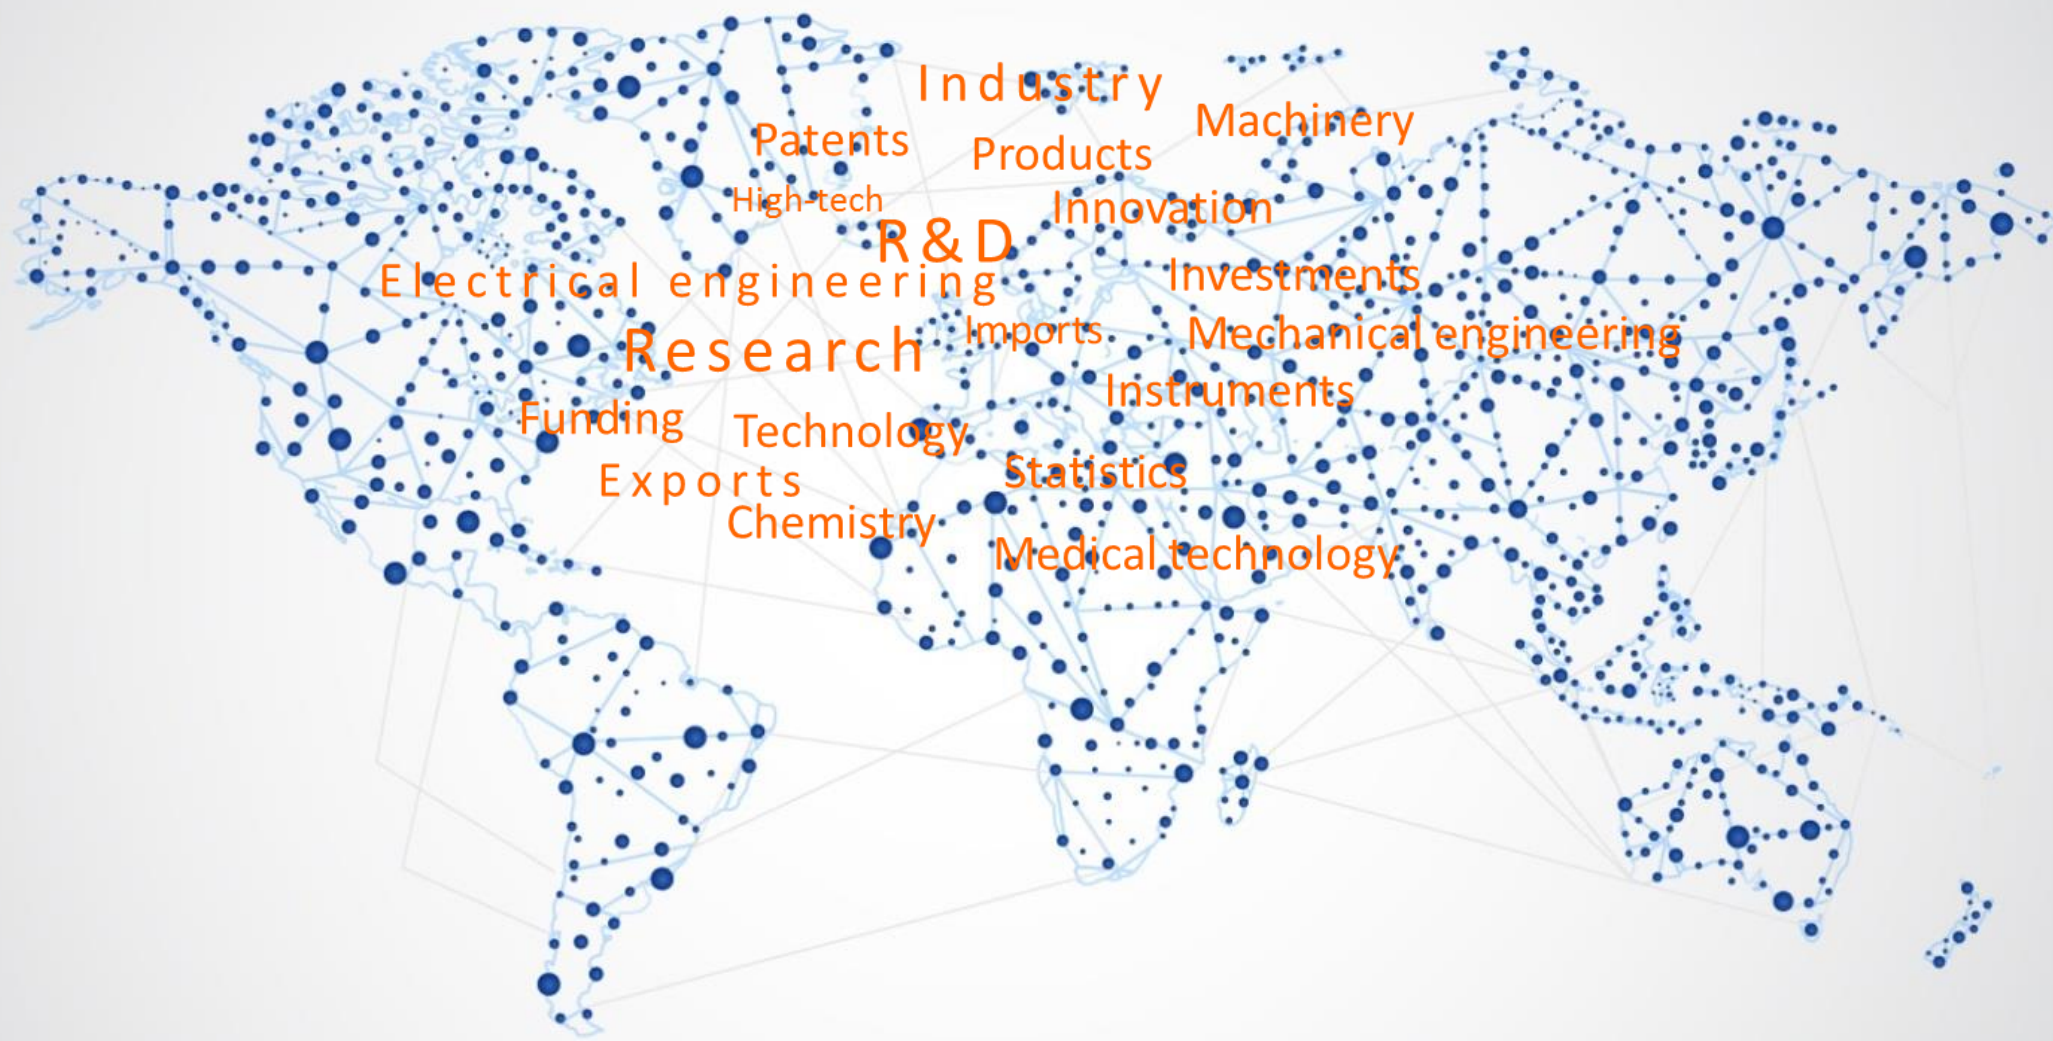 Industry
Machinery
Patents
Products
High-tech
Innovation
R&D
Electrical engineering
Investments
Imports
Mechanical engineering
Research
Instruments
Funding
Technology
Statistics
Exports
Chemistry
Medical technology